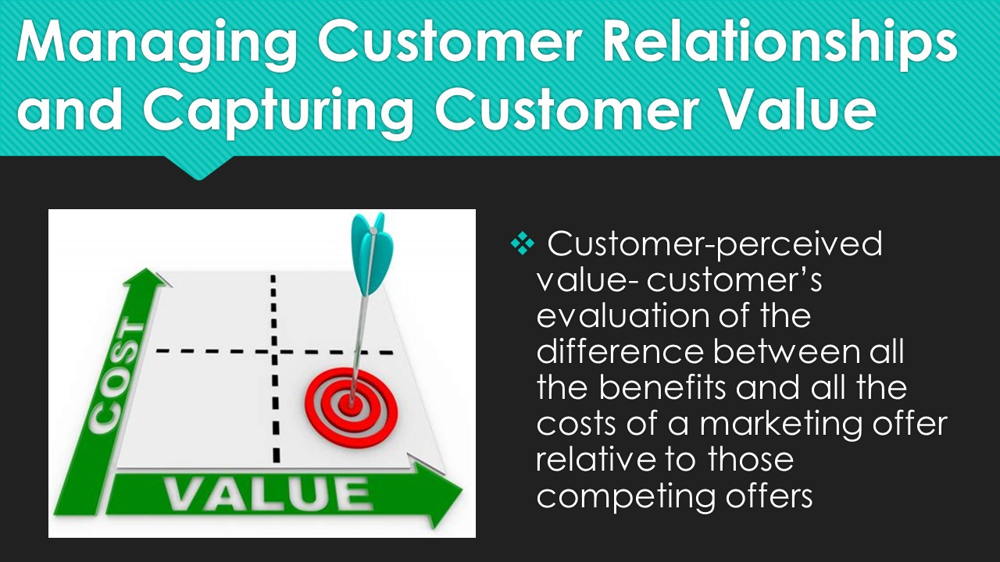 Managing Customer Relationships
and Capturing Customer Value
COST
VALUE
❖ Customer-perceived
value- customer’s
evaluation of the
difference between all
the benefits and all the
costs of a marketing offer
relative to those
competing offers